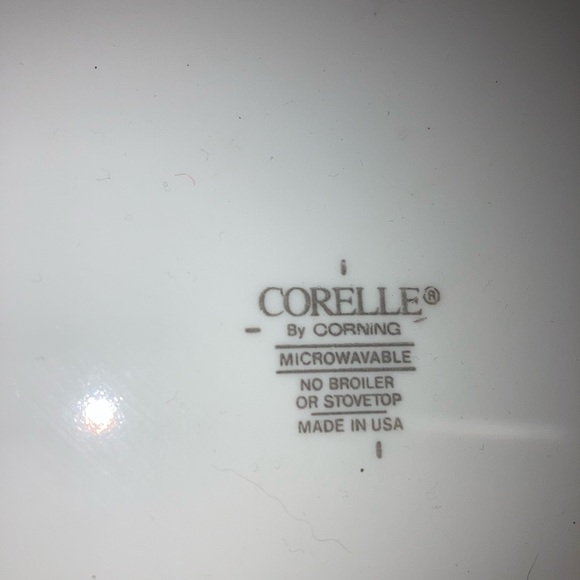 CORELLE®
By CORNING
MICROWAVABLE
NO BROILER
OR STOVETOP
MADE IN USA